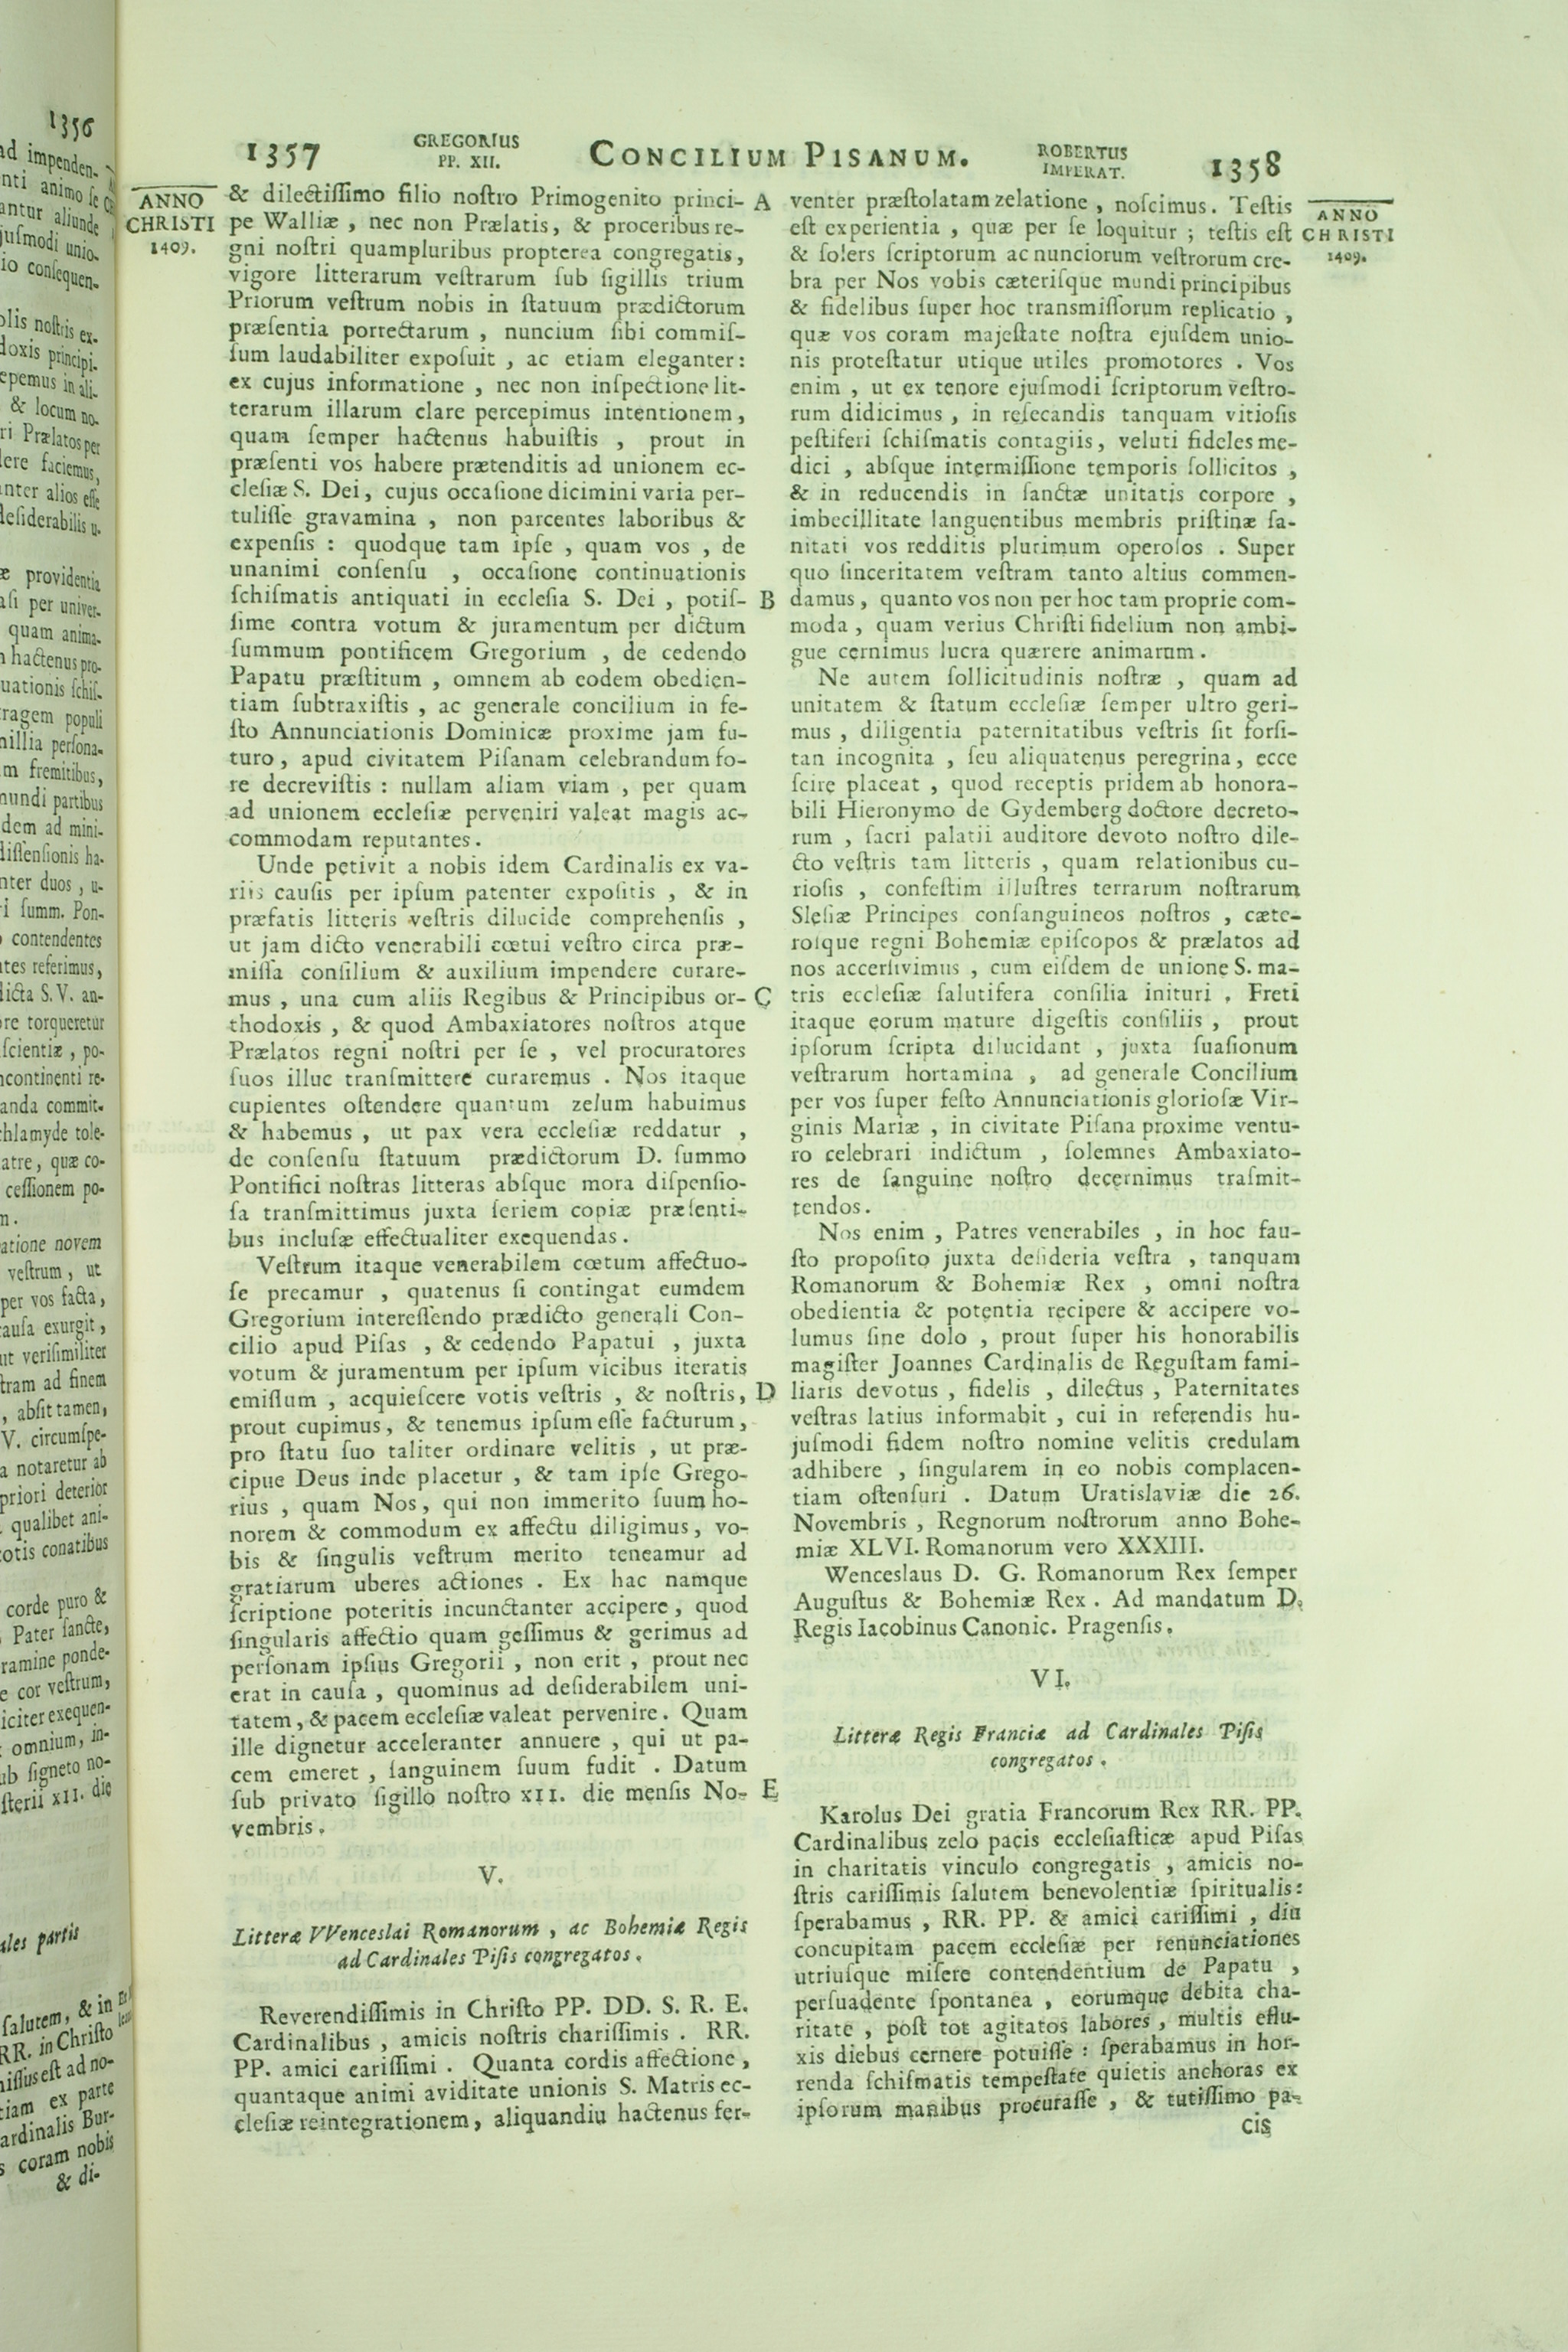 1357
GREGORIUS
PP. XII.
CONCILIUM PISANUM.
ROBERTUS
IMPERAT.
1358
ANNO
CHRISTI
1409.
& dilectiſſimo filio noſtro Primogenito princi-
pe Walliæ, nec non Prælatis, & proceribus re-
gni noſtri quampluribus propterea congregatis,
vigore litterarum veſtrarum ſub ſigillis trium
Priorum veſtrum nobis in ſtatuum prædictorum
præſentia porrectarum, nuncium ſibi commiſ-
ſum laudabiliter expoſuit, ac etiam eleganter:
ex cujus informatione, nec non inſpectione lit-
terarum illarum clare percepimus intentionem,
quam ſemper hactenus habuiſtis, prout in
præſenti vos habere prætenditis ad unionem ec-
cleſiæ S. Dei, cujus occaſione dicimini varia per-
tuliſſe gravamina, non parcentes laboribus &
expenſis: quodque tam ipſe, quam vos, de
unanimi conſenſu, occaſione continuationis
ſchiſmatis antiquati in eccleſia S. Dei, potiſ-
ſime contra votum & juramentum per dictum
ſummum pontificem Gregorium, de cedendo
Papatu præſtitum, omnem ab eodem obedien-
tiam ſubtraxiſtis, ac generale concilium in fe-
ſto Annunciationis Dominicæ proxime jam fu-
turo, apud civitatem Piſanam celebrandum fo-
re decreviſtis: nullam aliam viam, per quam
ad unionem eccleſiæ perveniri valeat magis ac-
commodam reputantes.
Unde petivit a nobis idem Cardinalis ex va-
riis cauſis per ipſum patenter expoſitis, & in
præfatis litteris veſtris dilucide comprehenſis,
ut jam dicto venerabili cœtui veſtro circa præ-
miſſa conſilium & auxilium impendere curare-
mus, una cum aliis Regibus & Principibus or-
thodoxis, & quod Ambaxiatores noſtros atque
Prælatos regni noſtri per ſe, vel procuratores
ſuos illuc tranſmittere curaremus. Nos itaque
cupientes oſtendere quantum zelum habuimus
& habemus, ut pax vera eccleſiæ reddatur,
de conſenſu ſtatuum prædictorum D. ſummo
Pontifici noſtras litteras abſque mora diſpenſio-
ſa tranſmittimus juxta ſeriem copiæ præſenti-
bus incluſæ effectualiter exequendas.
Veſtrum itaque venerabilem cœtum affectuo-
ſe precamur, quatenus ſi contingat eumdem
Gregorium intereſſendo prædicto generali Con-
cilio apud Piſas, & cedendo Papatui, juxta
votum & juramentum per ipſum vicibus iteratis
emiſſum, acquieſcere votis veſtris, & noſtris,
prout cupimus, & tenemus ipſum eſſe facturum,
pro ſtatu ſuo taliter ordinare velitis, ut præ-
cipue Deus inde placetur, & tam ipſe Grego-
rius, quam Nos, qui non immerito ſuum ho-
norem & commodum ex affectu diligimus, vo-
bis & ſingulis veſtrum merito teneamur ad
gratiarum uberes actiones. Ex hac namque
ſcriptione poteritis incunctanter accipere, quod
ſingularis affectio quam geſſimus & gerimus ad
perſonam ipſius Gregorii, non erit, prout nec
erat in cauſa, quominus ad deſiderabilem uni-
tatem, & pacem eccleſiæ valeat pervenire. Quam
ille dignetur acceleranter annuere, qui ut pa-
cem emeret, ſanguinem ſuum fudit. Datum
ſub privato ſigillo noſtro XII. die menſis No-
vembris.
V.
Litteræ VVenceslai Romanorum, ac Bohemiæ Regis
ad Cardinales Piſis congregatos.
Reverendiſſimis in Chriſto PP. DD. S. R. E.
Cardinalibus, amicis noſtris chariſſimis. RR.
PP. amici cariſſimi. Quanta cordis affectione,
quantaque animi aviditate unionis S. Matris ec-
cleſiæ reintegrationem, aliquandiu hactenus fer-
A
B
C
D
E
venter præſtolatam zelatione, noſcimus. Teſtis
eſt experientia, quæ per ſe loquitur; teſtis eſt
& ſolers ſcriptorum ac nunciorum veſtrorum cre-
bra per Nos vobis cæteriſque mundi principibus
& fidelibus ſuper hoc tranſmiſſorum replicatio,
quæ vos coram majeſtate noſtra ejuſdem unio-
nis proteſtatur utique utiles promotores. Vos
enim, ut ex tenore ejuſmodi ſcriptorum veſtro-
rum didicimus, in reſecandis tanquam vitioſis
peſtiferi ſchiſmatis contagiis, veluti fideles me-
dici, abſque intermiſſione temporis ſollicitos,
& in reducendis in ſanctæ unitatis corpore,
imbecillitate languentibus membris priſtinæ ſa-
nitati vos redditis plurimum operoſos. Super
quo ſinceritatem veſtram tanto altius commen-
damus, quanto vos non per hoc tam proprie com-
moda, quam verius Chriſti fidelium non ambi-
gue cernimus lucra quærere animarum.
Ne autem ſollicitudinis noſtræ, quam ad
unitatem & ſtatum eccleſiæ ſemper ultro geri-
mus, diligentia paternitatibus veſtris ſit forſi-
tan incognita, ſeu aliquatenus peregrina, ecce
ſcire placeat, quod receptis pridem ab honora-
bili Hieronymo de Gydemberg doctore decreto-
rum, ſacri palatii auditore devoto noſtro dile-
cto veſtris tam litteris, quam relationibus cu-
rioſis, confeſtim illuſtres terrarum noſtrarum
Sleſiæ Principes conſanguineos noſtros, cæte-
roſque regni Bohemiæ epiſcopos & prælatos ad
nos accerſivimus, cum eiſdem de unione S. ma-
tris eccleſiæ ſalutifera conſilia inituri. Freti
itaque eorum mature digeſtis conſiliis, prout
ipſorum ſcripta dilucidant, juxta ſuaſionum
veſtrarum hortamina, ad generale Concilium
per vos ſuper feſto Annunciationis glorioſæ Vir-
ginis Mariæ, in civitate Piſana proxime ventu-
ro celebrari indictum, ſolemnes Ambaxiato-
res de ſanguine noſtro decernimus traſmit-
tendos.
Nos enim, Patres venerabiles, in hoc fau-
ſto propoſito juxta deſideria veſtra, tanquam
Romanorum & Bohemiæ Rex, omni noſtra
obedientia & potentia recipere & accipere vo-
lumus ſine dolo, prout ſuper his honorabilis
magiſter Joannes Cardinalis de Reguſtam fami-
liaris devotus, fidelis, dilectus, Paternitates
veſtras latius informabit, cui in referendis hu-
juſmodi fidem noſtro nomine velitis credulam
adhibere, ſingularem in eo nobis complacen-
tiam oſtenſuri. Datum Uratislaviæ die 26.
Novembris, Regnorum noſtrorum anno Bohe-
miæ XLVI. Romanorum vero XXXIII.
Wenceslaus D. G. Romanorum Rex ſemper
Auguſtus & Bohemiæ Rex. Ad mandatum D.
Regis Iacobinus Canonic. Pragenſis.
VI.
Litteræ Regis Franciæ ad Cardinales Piſis
congregatos.
Karolus Dei gratia Francorum Rex RR. PP.
Cardinalibus zelo pacis eccleſiaſticæ apud Piſas
in charitatis vinculo congregatis, amicis no-
ſtris cariſſimis ſalutem benevolentiæ ſpiritualis:
ſperabamus, RR. PP. & amici cariſſimi, diu
concupitam pacem eccleſiæ per renunciationes
utriuſque miſere contendentium de Papatu,
perſuadente ſpontanea, eorumque debita cha-
ritate, poſt tot agitatos labores, multis eflu-
xis diebus cernere potuiſſe: ſperabamus in hor-
renda ſchiſmatis tempeſtate quietis anchoras ex
ipſorum manibus procuraſſe, & tutiſſimo pa-
cis
ANNO
CHRISTI
1409.
1356